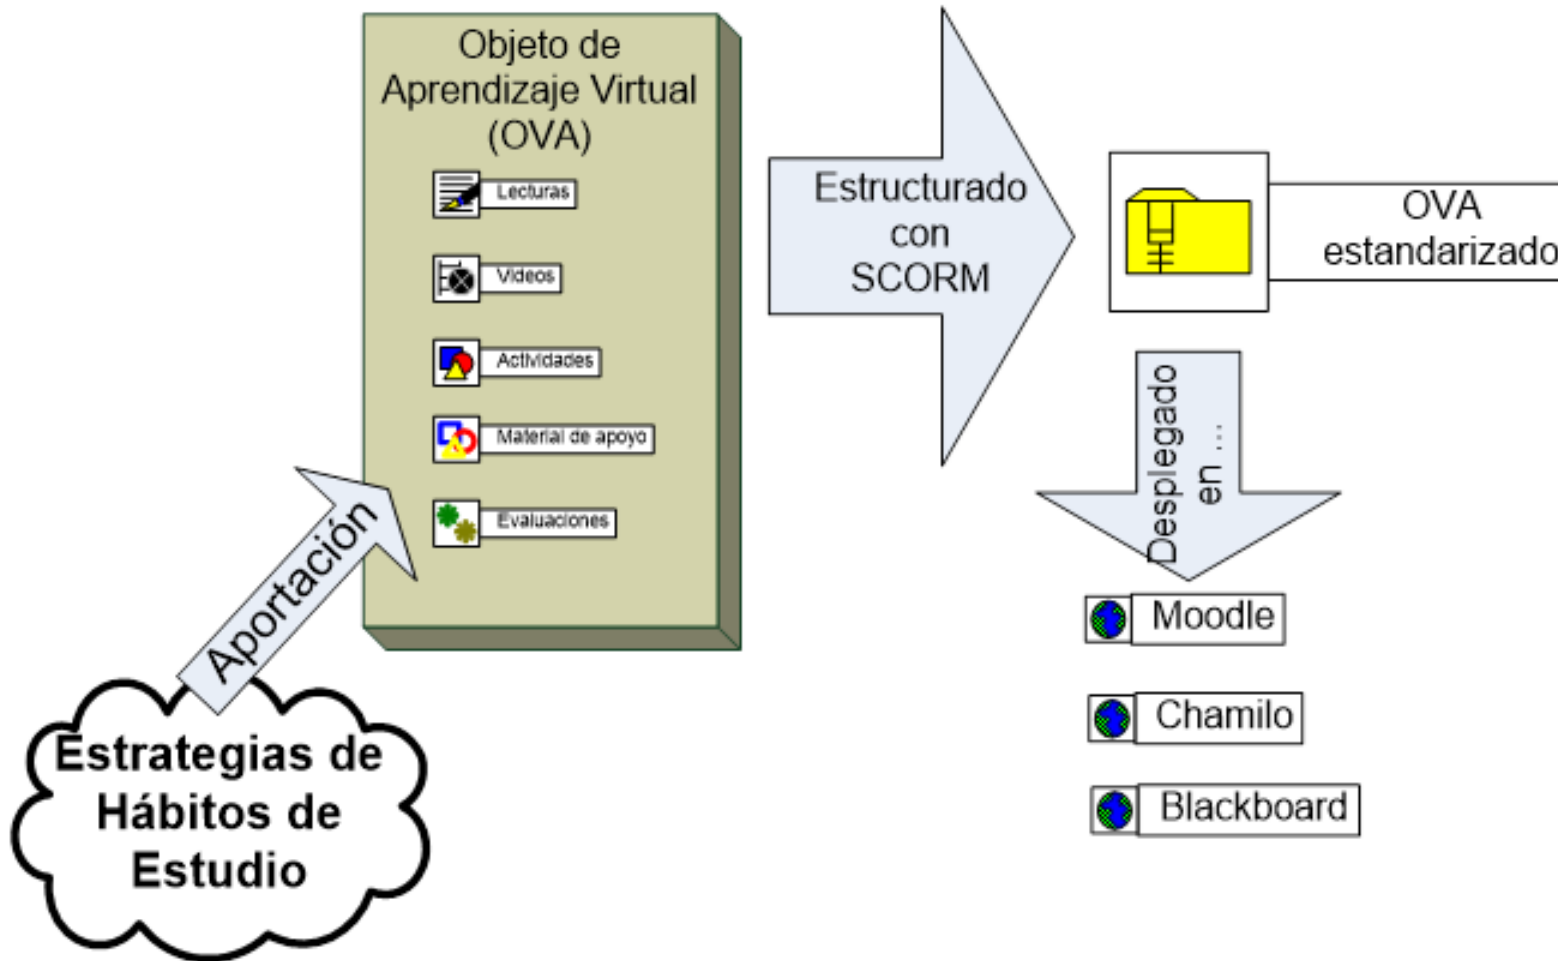 Objeto de
Aprendizaje Virtual
(OVA)
Lecturas
Videos
Actividades
Material de apoyo
Evaluaciones
Aportación
Estrategias de
Hábitos de
Estudio
Estructurado
con
SCORM
OVA
estandarizado
Desplegado
en ...
Moodle
Chamilo
Blackboard